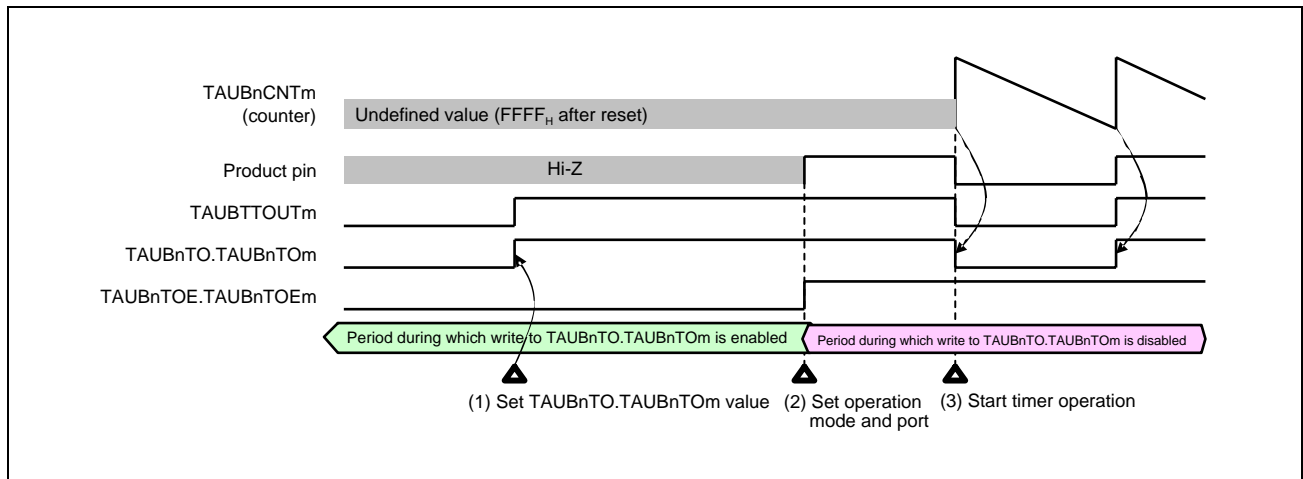 TAUBnCNTm
(counter)
Undefined value (FFFFH after reset)
Product pin
Hi-Z
TAUBTTOUTm
TAUBnTO.TAUBnTOm
TAUBnTOE.TAUBnTOEm
Period during which write to TAUBnTO.TAUBnTOm is enabled
Period during which write to TAUBnTO.TAUBnTOm is disabled
(1) Set TAUBnTO.TAUBnTOm value
(2) Set operation
mode and port
(3) Start timer operation